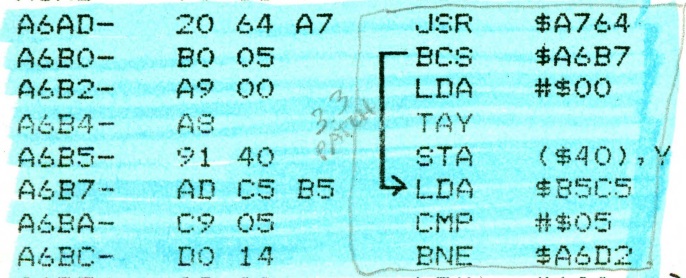 A6AD- 20 64 A7 JSR $A764
A6B0- B0 05 BCS $A6B7
A6B2- A9 00 LDA #$00
A6B4- A8 TAY
3.3 PATCH
A6B5- 91 40 STA ($40),Y
A6B7- AD C5 B5 LDA $B5C5
A6BA- C9 05 CMP #$05
A6BC- D0 14 BNE $A6D2